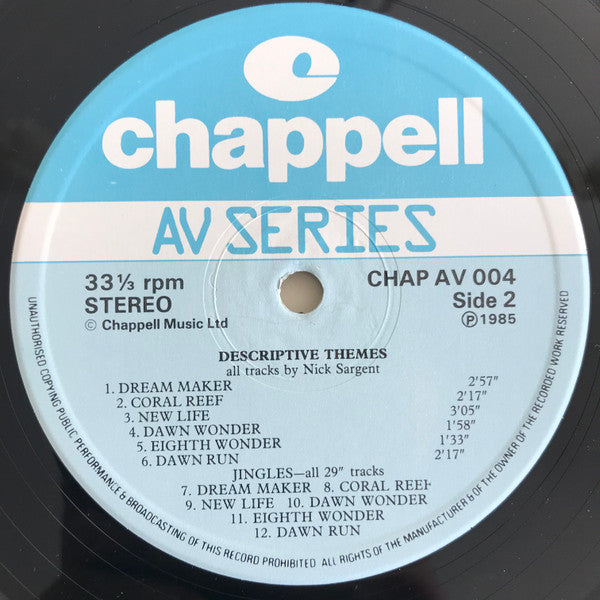 chappell
AV SERIES
33⅓ rpm
STEREO
© Chappell Music Ltd
CHAP AV 004
Side 2
℗1985
DESCRIPTIVE THEMES
all tracks by Nick Sargent
1. DREAM MAKER 2'57"
2. CORAL REEF 2'17"
3. NEW LIFE 3'05"
4. DAWN WONDER 1'58"
5. EIGHTH WONDER 1'33"
6. DAWN RUN 2'17"
JINGLES—all 29" tracks
7. DREAM MAKER 8. CORAL REEF
9. NEW LIFE 10. DAWN WONDER
11. EIGHTH WONDER
12. DAWN RUN
UNAUTHORISED COPYING PUBLIC PERFORMANCE & BROADCASTING OF THIS RECORD PROHIBITED ALL RIGHTS OF THE MANUFACTURER & OF THE OWNER OF THE RECORDED WORK RESERVED